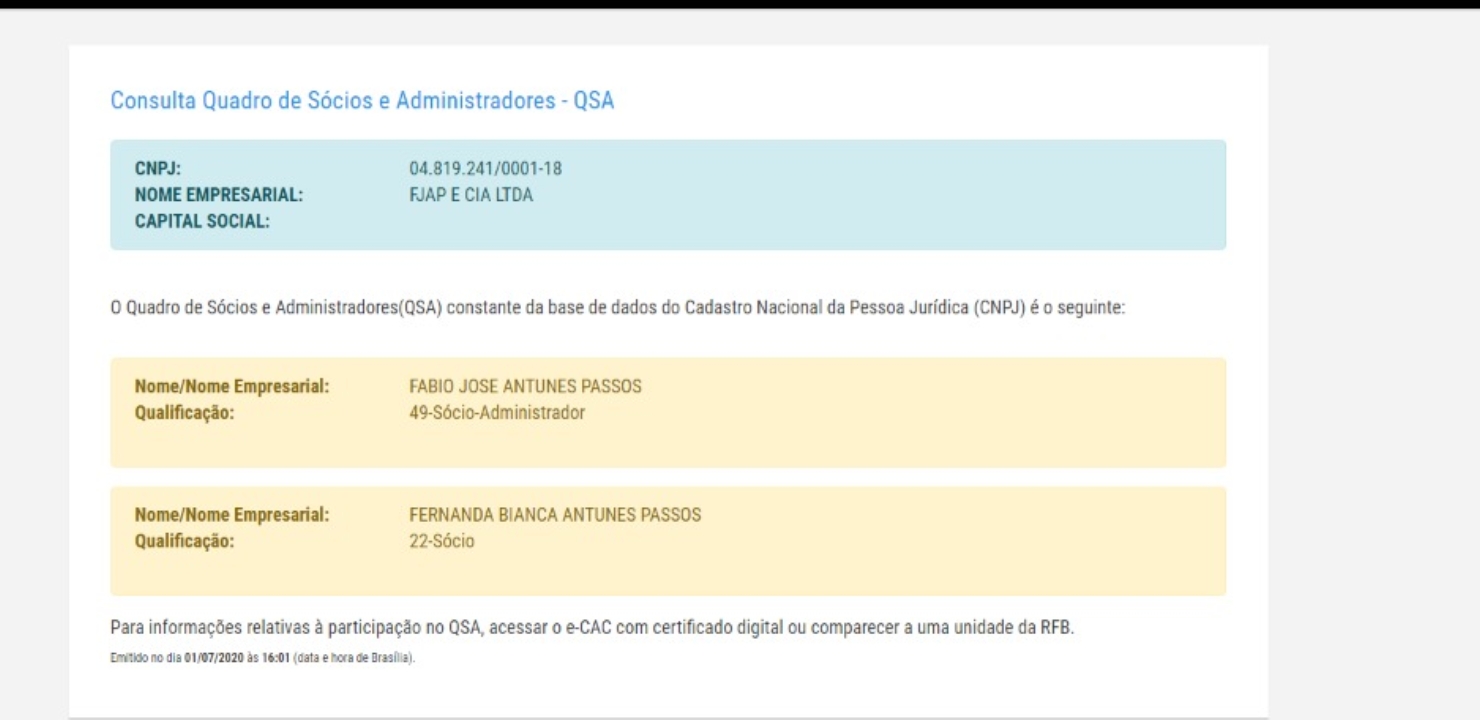 Consulta Quadro de Sócios e Administradores - QSA
CNPJ: 04.819.241/0001-18
NOME EMPRESARIAL: FJAP E CIA LTDA
CAPITAL SOCIAL:
O Quadro de Sócios e Administradores(QSA) constante da base de dados do Cadastro Nacional da Pessoa Jurídica (CNPJ) é o seguinte:
Nome/Nome Empresarial: FABIO JOSE ANTUNES PASSOS
Qualificação: 49-Sócio-Administrador
Nome/Nome Empresarial: FERNANDA BIANCA ANTUNES PASSOS
Qualificação: 22-Sócio
Para informações relativas à participação no QSA, acessar o e-CAC com certificado digital ou comparecer a uma unidade da RFB.
Emitido no dia 01/07/2020 às 16:01 (data e hora de Brasília).